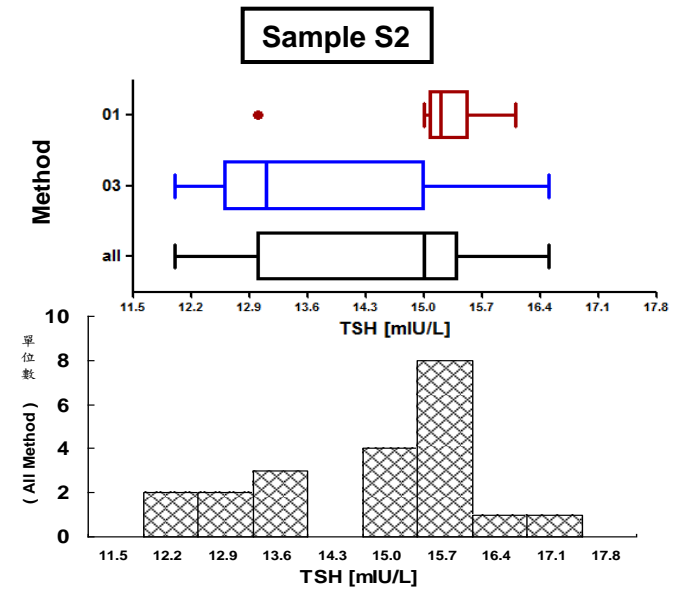 Sample S2
Method
01
03
all
11.5 12.2 12.9 13.6 14.3 15.0 15.7 16.4 17.1 17.8
TSH [mIU/L]
單位數
( All Method )
10
8
6
4
2
0
11.5 12.2 12.9 13.6 14.3 15.0 15.7 16.4 17.1 17.8
TSH [mIU/L]